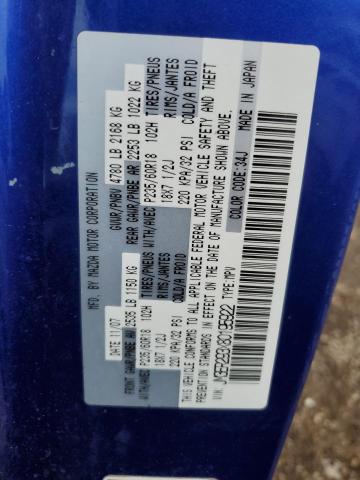 MFD. BY MAZDA MOTOR CORPORATION
DATE 11/07 GVWR/PNBV 4780 LB 2168 KG
FRONT GAWR/PNBE AV 2535 LB 1150 KG REAR GAWR/PNBE AR 2253 LB 1022 KG
WITH/AVEC P235/60R18 102H TIRES/PNEUS WITH/AVEC P235/60R18 102H TIRES/PNEUS
18X7 1/2J RIMS/JANTES 18X7 1/2J RIMS/JANTES
220 KPA/32 PSI COLD/A FROID 220 KPA/32 PSI COLD/A FROID
THIS VEHICLE CONFORMS TO ALL APPLICABLE FEDERAL MOTOR VEHICLE SAFETY AND THEFT
PREVENTION STANDARDS IN EFFECT ON THE DATE OF MANUFACTURE SHOWN ABOVE.
VIN: TYPE:MPV
COLOR CODE:34J MADE IN JAPAN